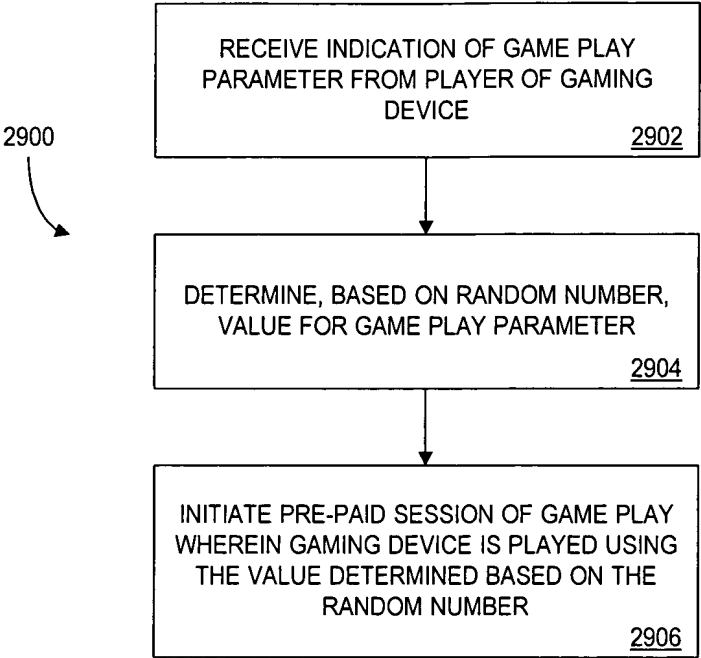 RECEIVE INDICATION OF GAME PLAY
PARAMETER FROM PLAYER OF GAMING
DEVICE
2902
2900
DETERMINE, BASED ON RANDOM NUMBER,
VALUE FOR GAME PLAY PARAMETER
2904
INITIATE PRE-PAID SESSION OF GAME PLAY
WHEREIN GAMING DEVICE IS PLAYED USING
THE VALUE DETERMINED BASED ON THE
RANDOM NUMBER
2906